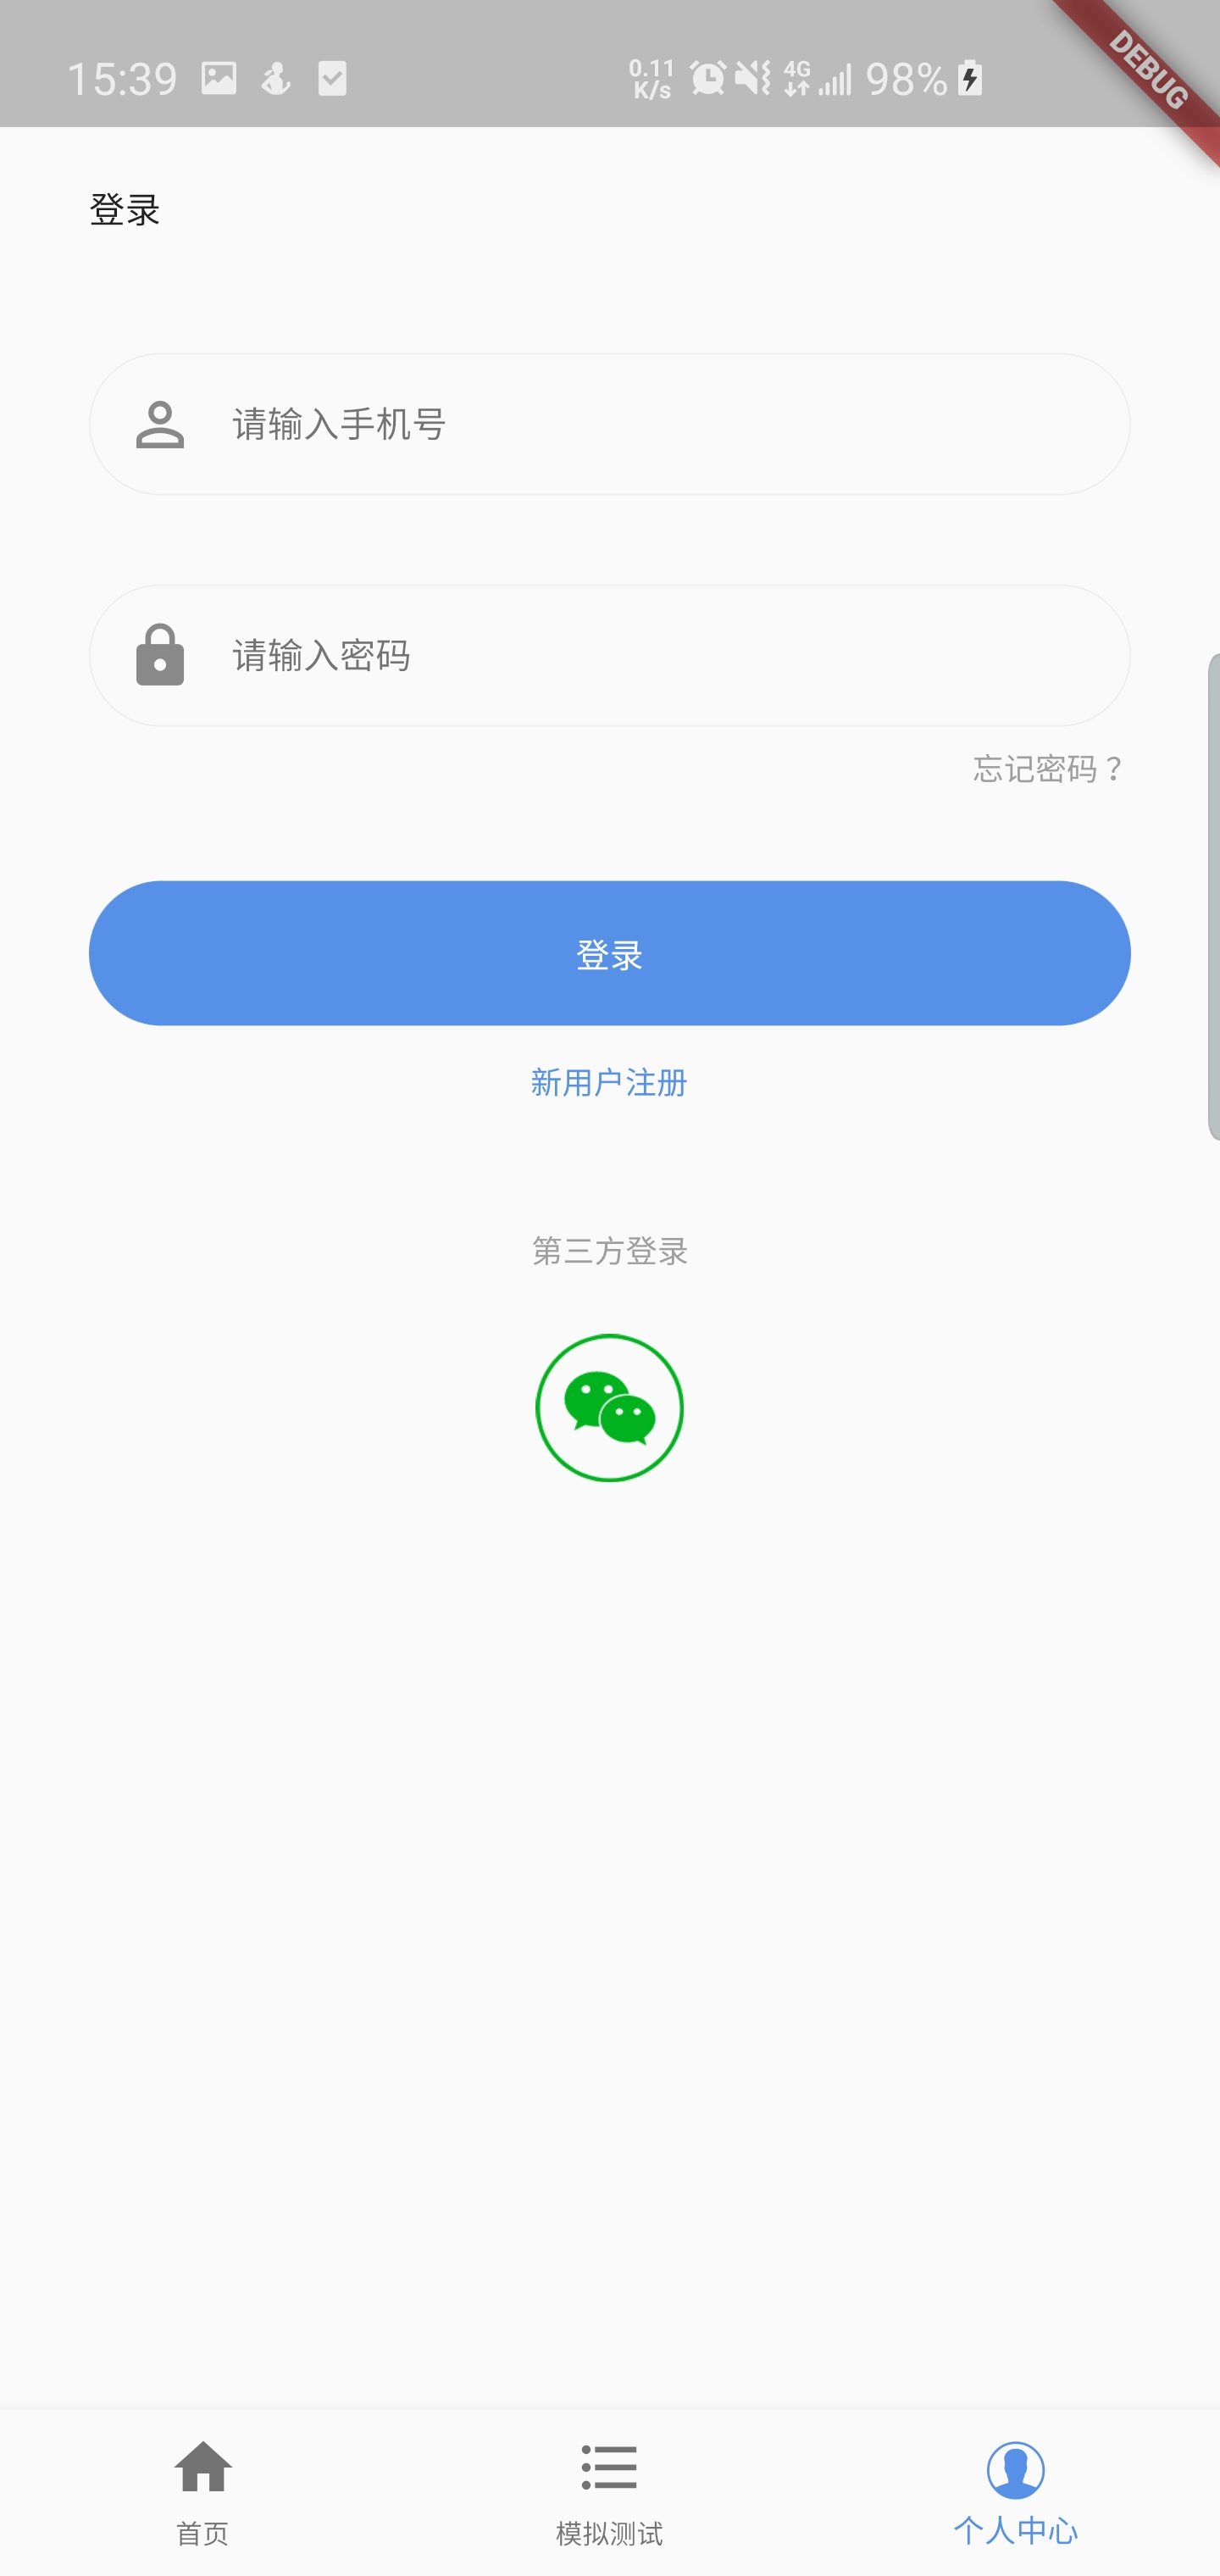 15:39
0.11
K/s
4G
98%
DEBUG
登录
请输入手机号
请输入密码
忘记密码？
登录
新用户注册
第三方登录
首页
模拟测试
个人中心